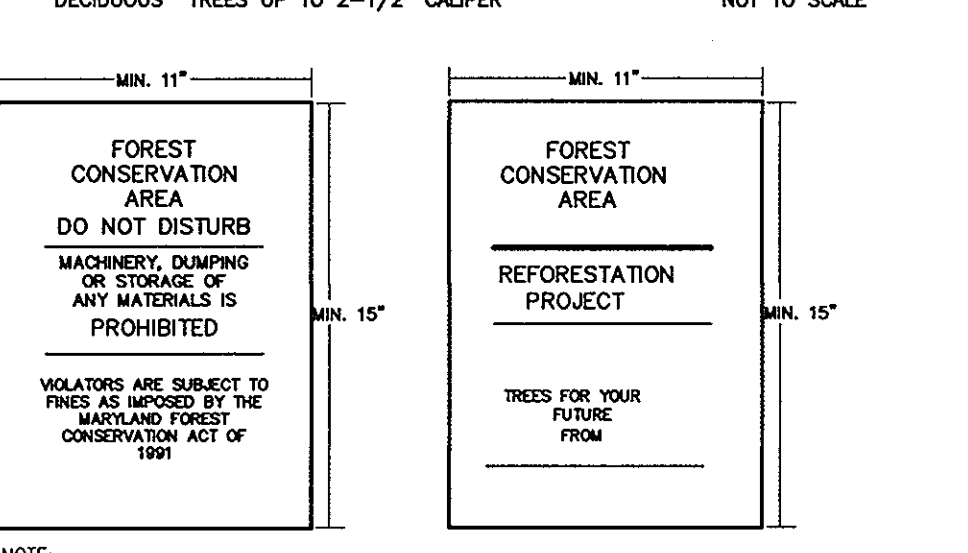 DECIDUOUS TREES UP TO 2-1/2" CALIPER
NOT TO SCALE
MIN. 11"
FOREST
CONSERVATION
AREA
DO NOT DISTURB
MACHINERY, DUMPING
OR STORAGE OF
ANY MATERIALS IS
PROHIBITED
VIOLATORS ARE SUBJECT TO
FINES AS IMPOSED BY THE
MARYLAND FOREST
CONSERVATION ACT OF
1991
MIN. 15"
MIN. 11"
FOREST
CONSERVATION
AREA
REFORESTATION
PROJECT
TREES FOR YOUR
FUTURE
FROM
MIN. 15"
NOTE: